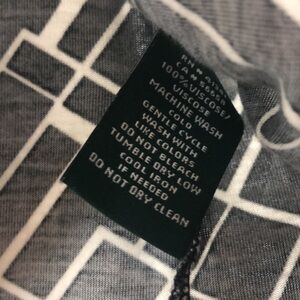 RN#
CA#
100% VISCOSE/
VISCOSE
MACHINE WASH
COLD
GENTLE CYCLE
WASH WITH
LIKE COLORS
DO NOT BLEACH
TUMBLE DRY LOW
COOL IRON
IF NEEDED
DO NOT DRY CLEAN